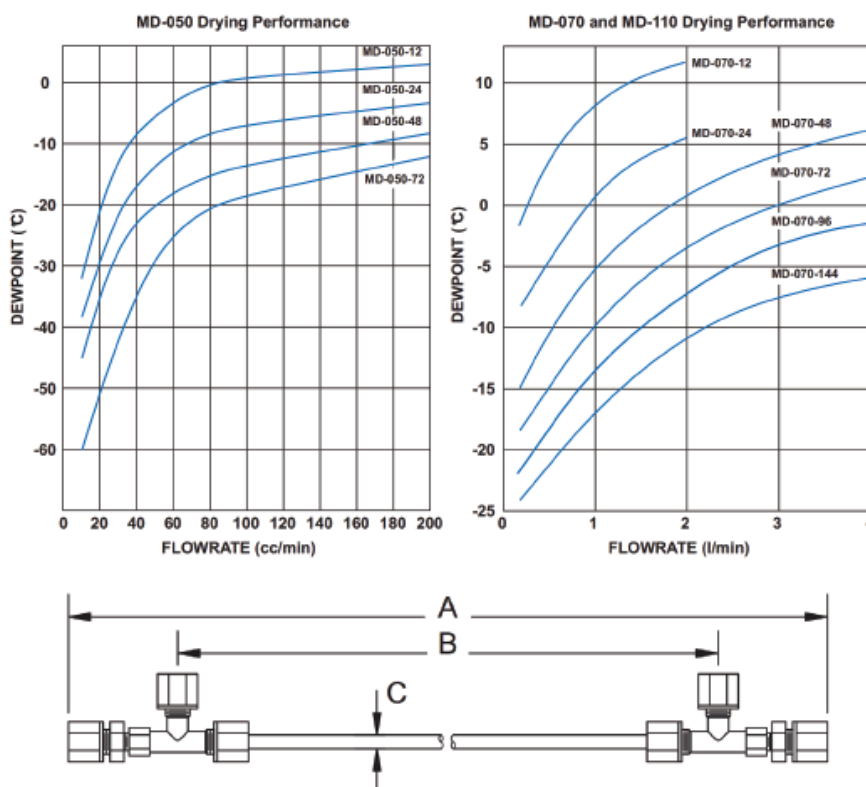 MD-050 Drying Performance
MD-050-12
MD-050-24
MD-050-48
MD-050-72
0
-10
-20
-30
-40
-50
-60
DEWPOINT (°C)
0 20 40 60 80 100 120 140 160 180 200
FLOWRATE (cc/min)
MD-070 and MD-110 Drying Performance
MD-070-12
MD-070-24
MD-070-48
MD-070-72
MD-070-96
MD-070-144
10
5
0
-5
-10
-15
-20
-25
DEWPOINT (°C)
0 1 2 3
FLOWRATE (l/min)
A
B
C